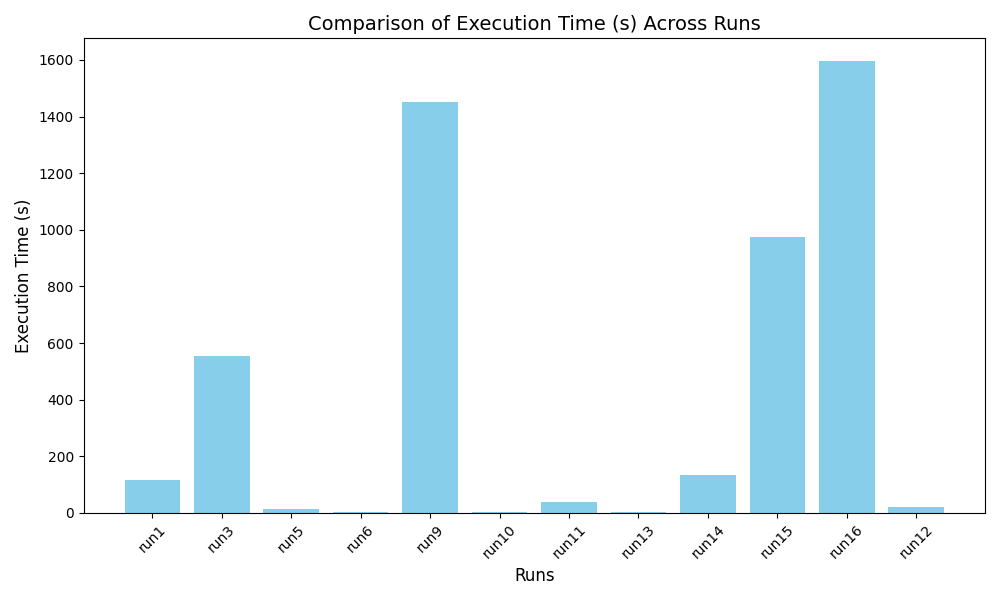 Comparison of Execution Time (s) Across Runs
Execution Time (s)
1600
1400
1200
1000
800
600
400
200
0
run1
run3
run5
run6
run9
run10
run11
run13
run14
run15
run16
run12
Runs